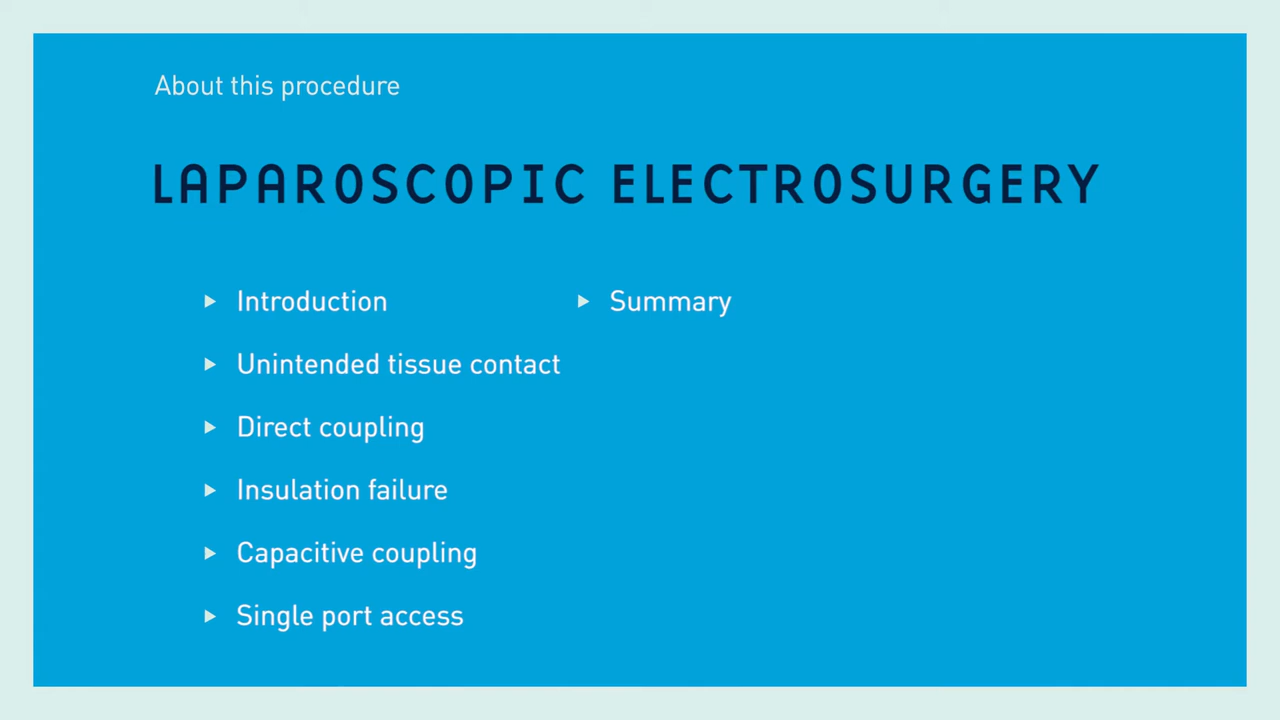 About this procedure
LAPAROSCOPIC ELECTROSURGERY
Introduction
Unintended tissue contact
Direct coupling
Insulation failure
Capacitive coupling
Single port access
Summary